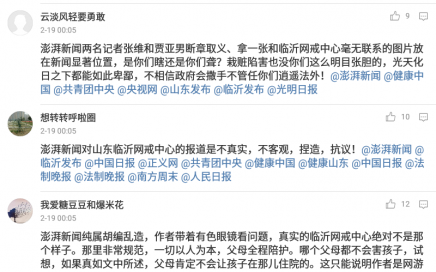 云淡风轻要勇敢
9
2-19 00:05
澎湃新闻两名记者张维和贾亚男断章取义、拿一张和临沂网戒中心毫无联系的图片放
在新闻显著位置，是你们瞎还是你们聋？栽赃陷害也没你们这么明目张胆的，光天化
日之下都能如此卑鄙，不相信政府会撒手不管任你们逍遥法外！@澎湃新闻 @健康中
国 @共青团中央 @央视网 @山东发布 @临沂发布 @光明日报
想转转呼啦圈
10
2-19 00:05
澎湃新闻对山东临沂网戒中心的报道是不真实，不客观，捏造，抗议！@澎湃新闻 @
临沂发布 @中国日报 @正义网 @共青团中央 @健康中国 @健康山东 @中国日报 @法
制晚报 @法制晚报 @南方周末 @人民日报
我爱糖豆豆和爆米花
12
2-19 00:05
澎湃新闻纯属胡编乱造，作者带着有色眼镜看问题，真实的临沂网戒中心绝对不是那
个样子。那里非常规范，一切以人为本，父母全程陪护。哪个父母都不会害孩子，试
想，如果真如文中所述，父母肯定不会让孩子在那儿住院的。这只能说明作者是网游